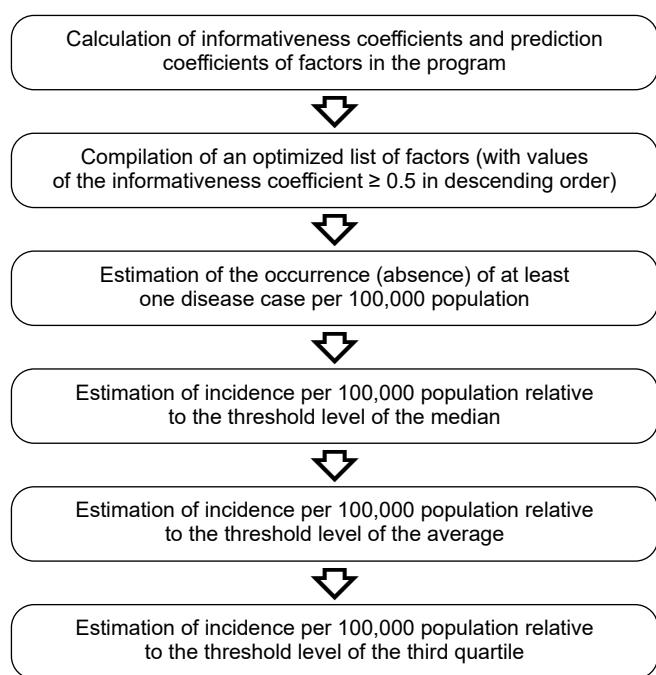 Calculation of informativeness coefficients and prediction
coefficients of factors in the program
Compilation of an optimized list of factors (with values
of the informativeness coefficient ≥ 0.5 in descending order)
Estimation of the occurrence (absence) of at least
one disease case per 100,000 population
Estimation of incidence per 100,000 population relative
to the threshold level of the median
Estimation of incidence per 100,000 population relative
to the threshold level of the average
Estimation of incidence per 100,000 population relative
to the threshold level of the third quartile